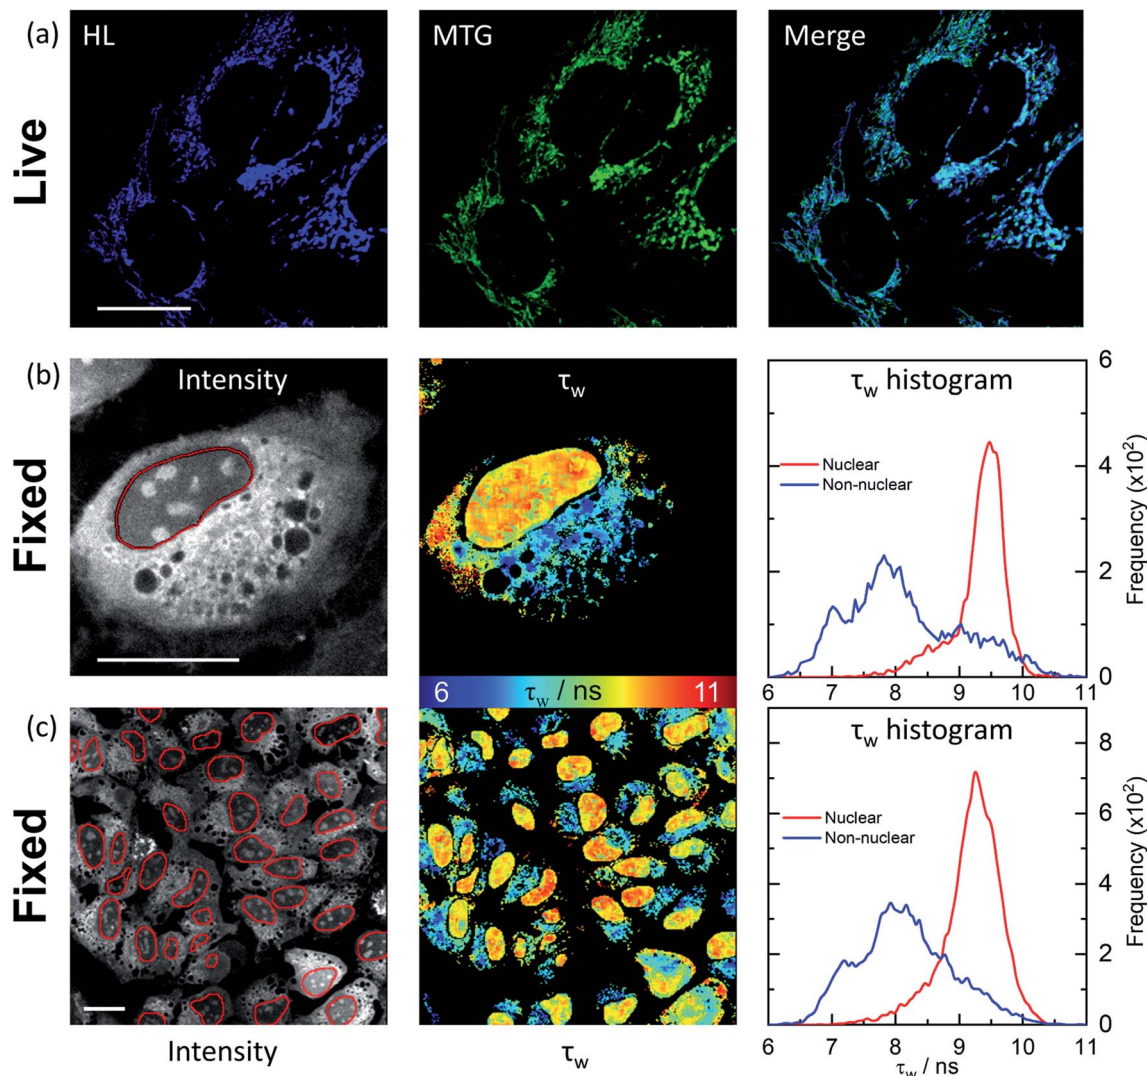 (a)
HL
MTG
Merge
Live
(b)
Intensity
τw
τw histogram
Nuclear
Non-nuclear
6
4
2
0
Frequency (x10²)
6 7 8 9 10 11
Fixed
6 τw / ns 11
(c)
τw histogram
Nuclear
Non-nuclear
8
6
4
2
0
Frequency (x10²)
6 7 8 9 10 11
τw / ns
Fixed
Intensity
τw